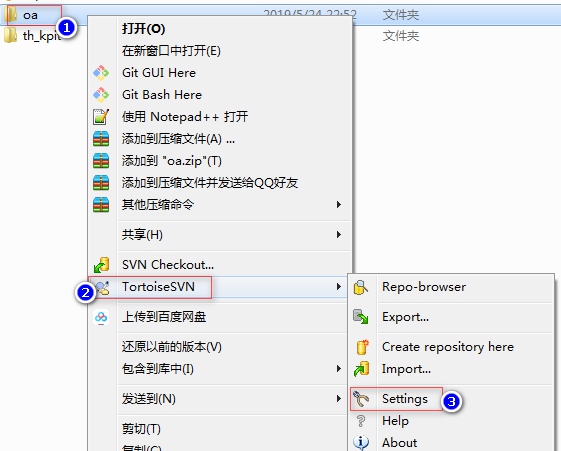 oa
2019/5/24 22:52
文件夹
1
th_kpi
文件夹
打开(O)
在新窗口中打开(E)
Git GUI Here
Git Bash Here
使用 Notepad++ 打开
添加到压缩文件(A) ...
添加到 "oa.zip"(T)
添加到压缩文件并发送给QQ好友
其他压缩命令
共享(H)
SVN Checkout...
2
TortoiseSVN
上传到百度网盘
还原以前的版本(V)
包含到库中(I)
发送到(N)
剪切(T)
复制(C)
Repo-browser
Export...
Create repository here
Import...
Settings
3
Help
About